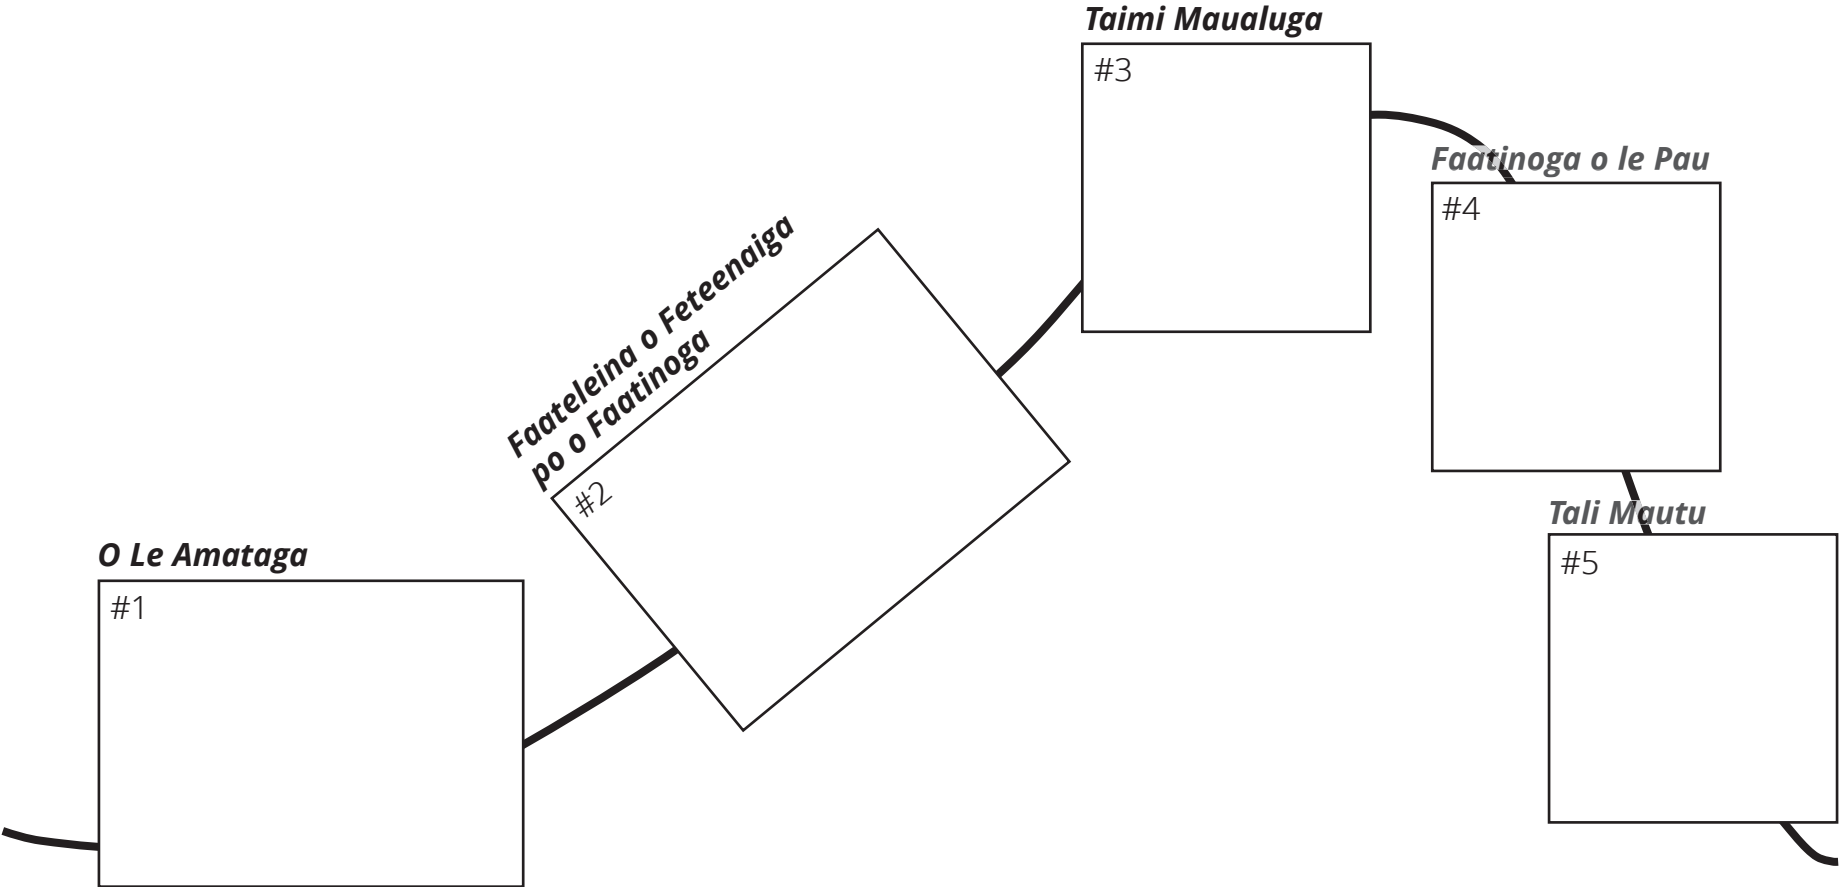 O Le Amataga
#1
Faateleina o Feteenaiga
po o Faatinoga
#2
Taimi Maualuga
#3
Faatinoga o le Pau
#4
Tali Mautu
#5